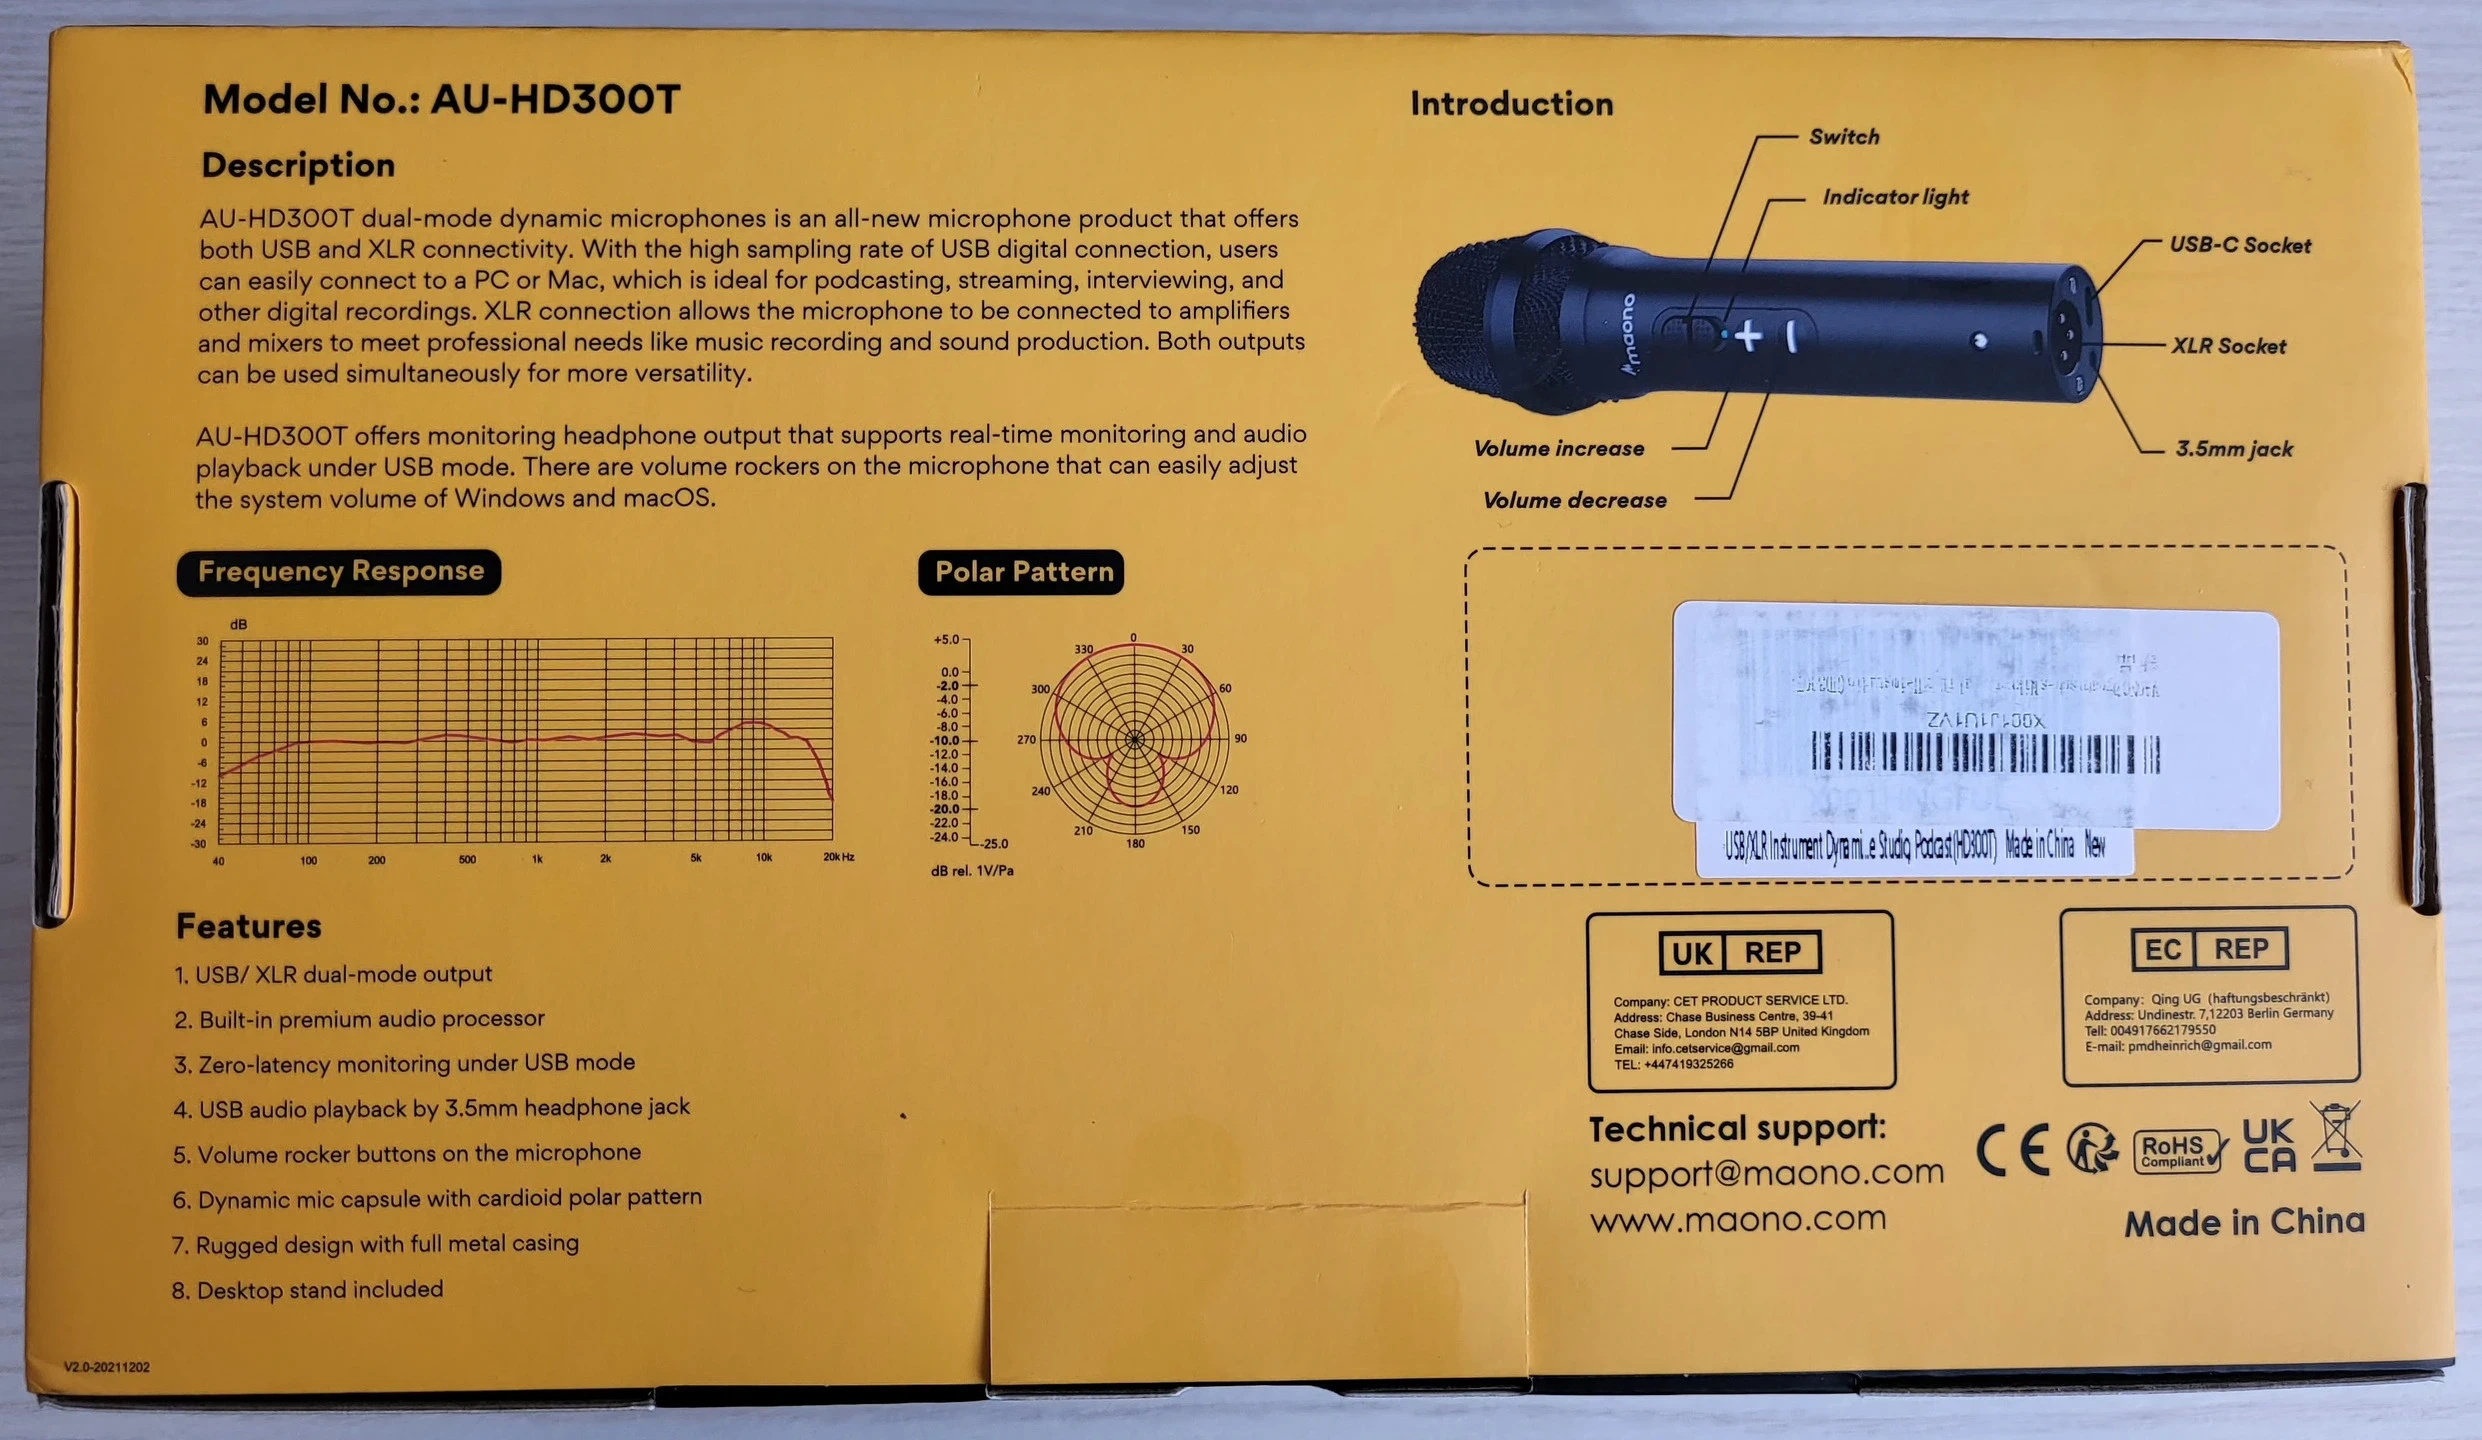 Model No.: AU-HD300T
Description
AU-HD300T dual-mode dynamic microphones is an all-new microphone product that offers
both USB and XLR connectivity. With the high sampling rate of USB digital connection, users
can easily connect to a PC or Mac, which is ideal for podcasting, streaming, interviewing, and
other digital recordings. XLR connection allows the microphone to be connected to amplifiers
and mixers to meet professional needs like music recording and sound production. Both outputs
can be used simultaneously for more versatility.
AU-HD300T offers monitoring headphone output that supports real-time monitoring and audio
playback under USB mode. There are volume rockers on the microphone that can easily adjust
the system volume of Windows and macOS.
Introduction
Switch
Indicator light
USB-C Socket
XLR Socket
3.5mm jack
Volume increase
Volume decrease
maono
Frequency Response
dB
30
24
18
12
6
0
-6
-12
-18
-24
-30
40 100 200 500 1k 2k 5k 10k 20k Hz
Polar Pattern
+5.0
0.0
-2.0
-4.0
-6.0
-8.0
-10.0
-12.0
-14.0
-16.0
-18.0
-20.0
-22.0
-24.0
-25.0
dB rel. 1V/Pa
0
30
60
90
120
150
180
210
240
270
300
330
USB/XLR Instrument Dynami...e Studio, Podcast(HD300T) Made in China New
Features
1. USB/ XLR dual-mode output
2. Built-in premium audio processor
3. Zero-latency monitoring under USB mode
4. USB audio playback by 3.5mm headphone jack
5. Volume rocker buttons on the microphone
6. Dynamic mic capsule with cardioid polar pattern
7. Rugged design with full metal casing
8. Desktop stand included
V2.0-20211202
UK REP
Company: CET PRODUCT SERVICE LTD.
Address: Chase Business Centre, 39-41
Chase Side, London N14 5BP United Kingdom
Email: info.cetservice@gmail.com
TEL: +447419325266
EC REP
Company: Qing UG (haftungsbeschränkt)
Address: Undinestr. 7,12203 Berlin Germany
Tell: 004917662179550
E-mail: pmdheinrich@gmail.com
Technical support:
support@maono.com
www.maono.com
CE
RoHS
Compliant
UK
CA
Made in China